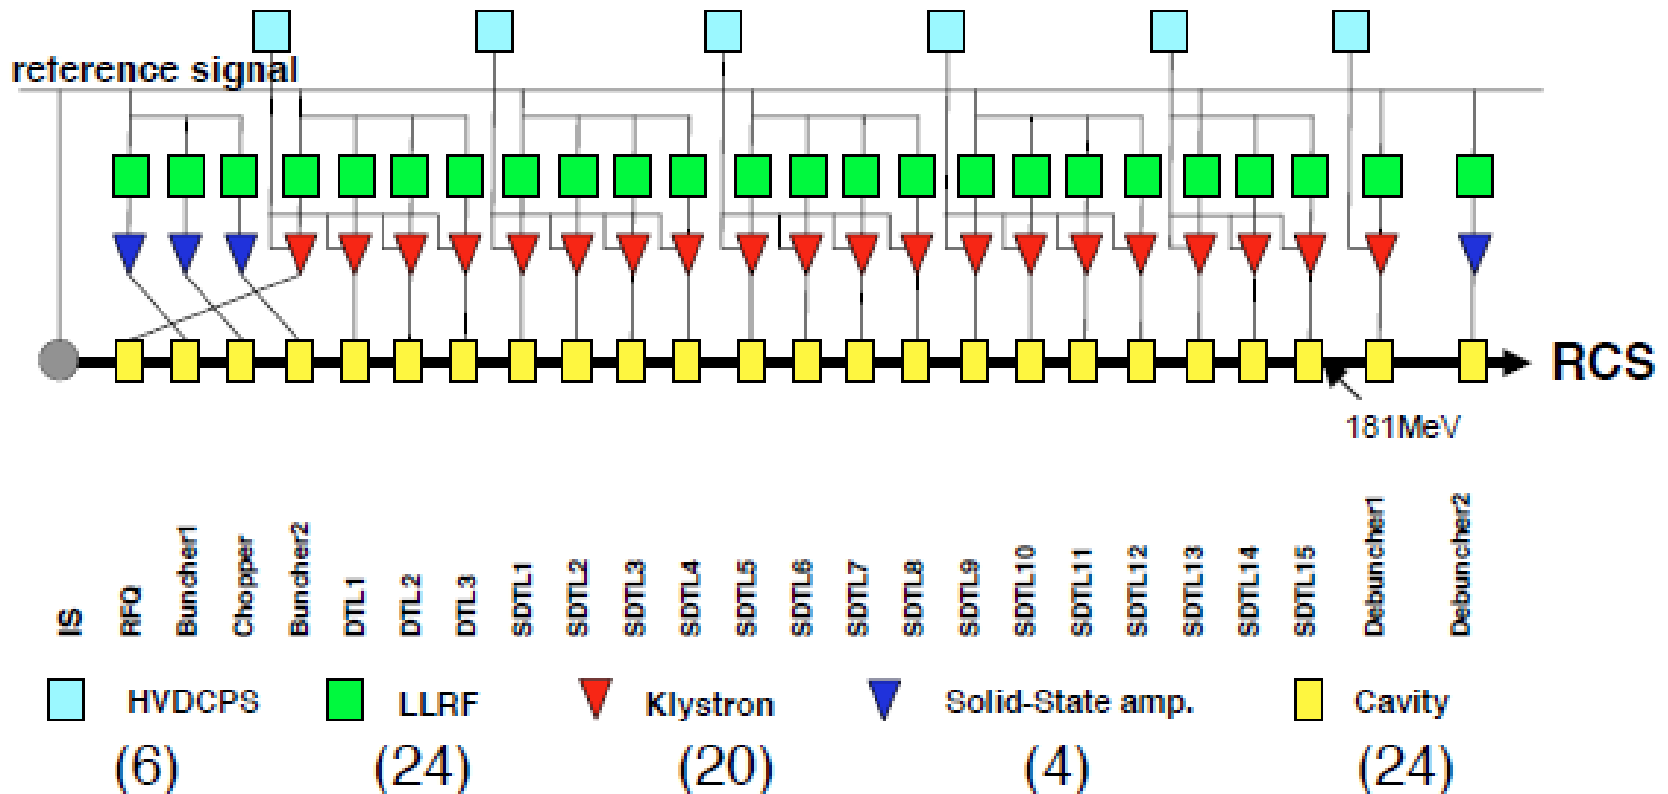 reference signal
RCS
181MeV
IS
RFQ
Buncher1
Chopper
Buncher2
DTL1
DTL2
DTL3
SDTL1
SDTL2
SDTL3
SDTL4
SDTL5
SDTL6
SDTL7
SDTL8
SDTL9
SDTL10
SDTL11
SDTL12
SDTL13
SDTL14
SDTL15
Debuncher1
Debuncher2
HVDCPS LLRF Klystron Solid-State amp. Cavity
(6) (24) (20) (4) (24)